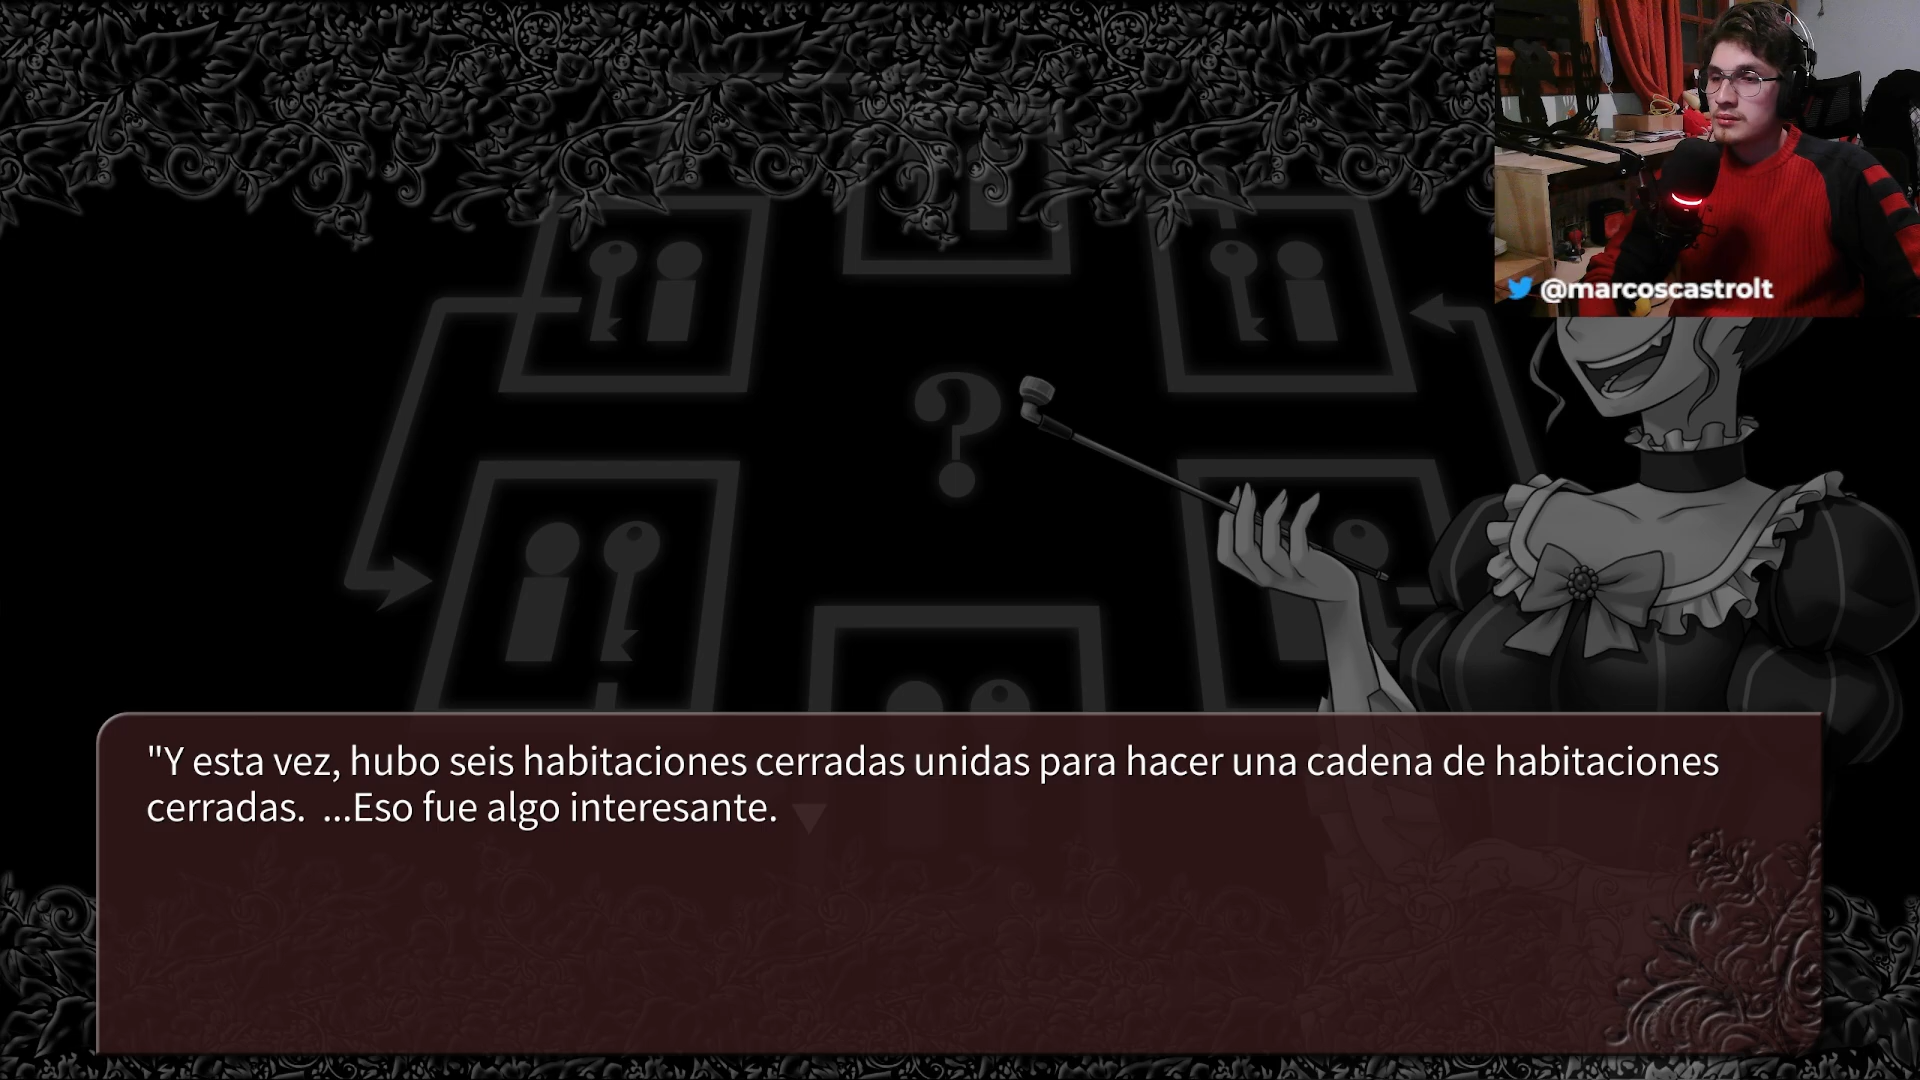 @marcoscastrolt
?
"Y esta vez, hubo seis habitaciones cerradas unidas para hacer una cadena de habitaciones
cerradas.  ...Eso fue algo interesante.